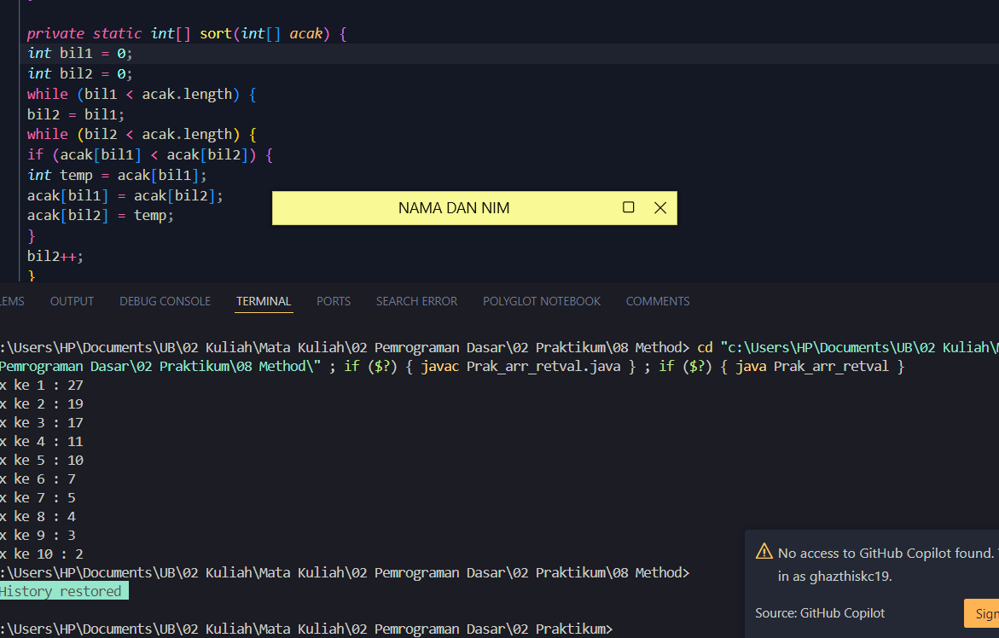 private static int[] sort(int[] acak) {
int bil1 = 0;
int bil2 = 0;
while (bil1 < acak.length) {
bil2 = bil1;
while (bil2 < acak.length) {
if (acak[bil1] < acak[bil2]) {
int temp = acak[bil1];
acak[bil1] = acak[bil2];
acak[bil2] = temp;
}
bil2++;
}
NAMA DAN NIM
LEMS OUTPUT DEBUG CONSOLE TERMINAL PORTS SEARCH ERROR POLYGLOT NOTEBOOK COMMENTS
:\Users\HP\Documents\UB\02 Kuliah\Mata Kuliah\02 Pemrograman Dasar\02 Praktikum\08 Method> cd "c:\Users\HP\Documents\UB\02 Kuliah\M
Pemrograman Dasar\02 Praktikum\08 Method\" ; if ($?) { javac Prak_arr_retval.java } ; if ($?) { java Prak_arr_retval }
x ke 1 : 27
x ke 2 : 19
x ke 3 : 17
x ke 4 : 11
x ke 5 : 10
x ke 6 : 7
x ke 7 : 5
x ke 8 : 4
x ke 9 : 3
x ke 10 : 2
:\Users\HP\Documents\UB\02 Kuliah\Mata Kuliah\02 Pemrograman Dasar\02 Praktikum\08 Method>
History restored
:\Users\HP\Documents\UB\02 Kuliah\Mata Kuliah\02 Pemrograman Dasar\02 Praktikum>
No access to GitHub Copilot found.
in as ghazthiskc19.
Source: GitHub Copilot
Sign